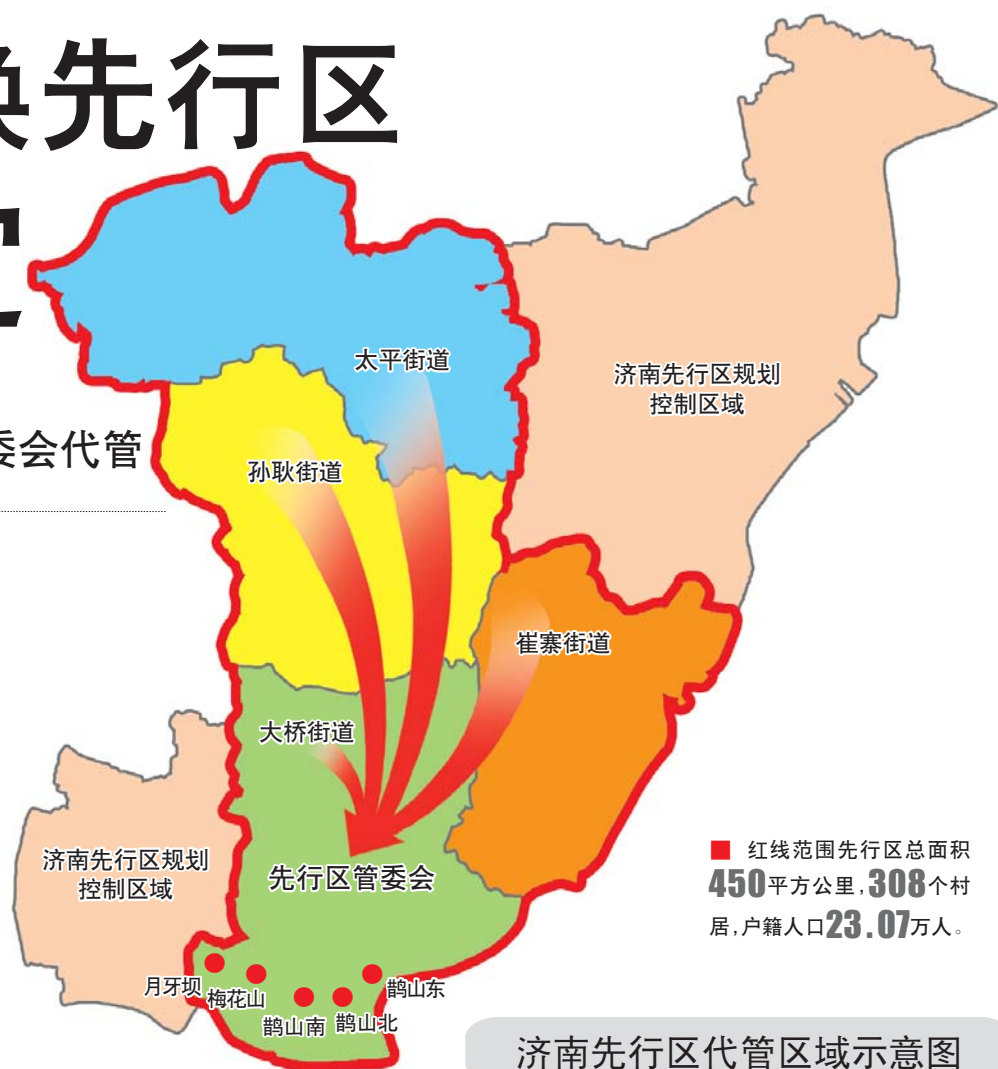 先行区
委会代管
太平街道
济南先行区规划
控制区域
孙耿街道
崔寨街道
大桥街道
济南先行区规划
控制区域
先行区管委会
红线范围先行区总面积
450平方公里,308个村
居,户籍人口23.07万人。
月牙坝
梅花山
鹊山南
鹊山北
鹊山东
济南先行区代管区域示意图